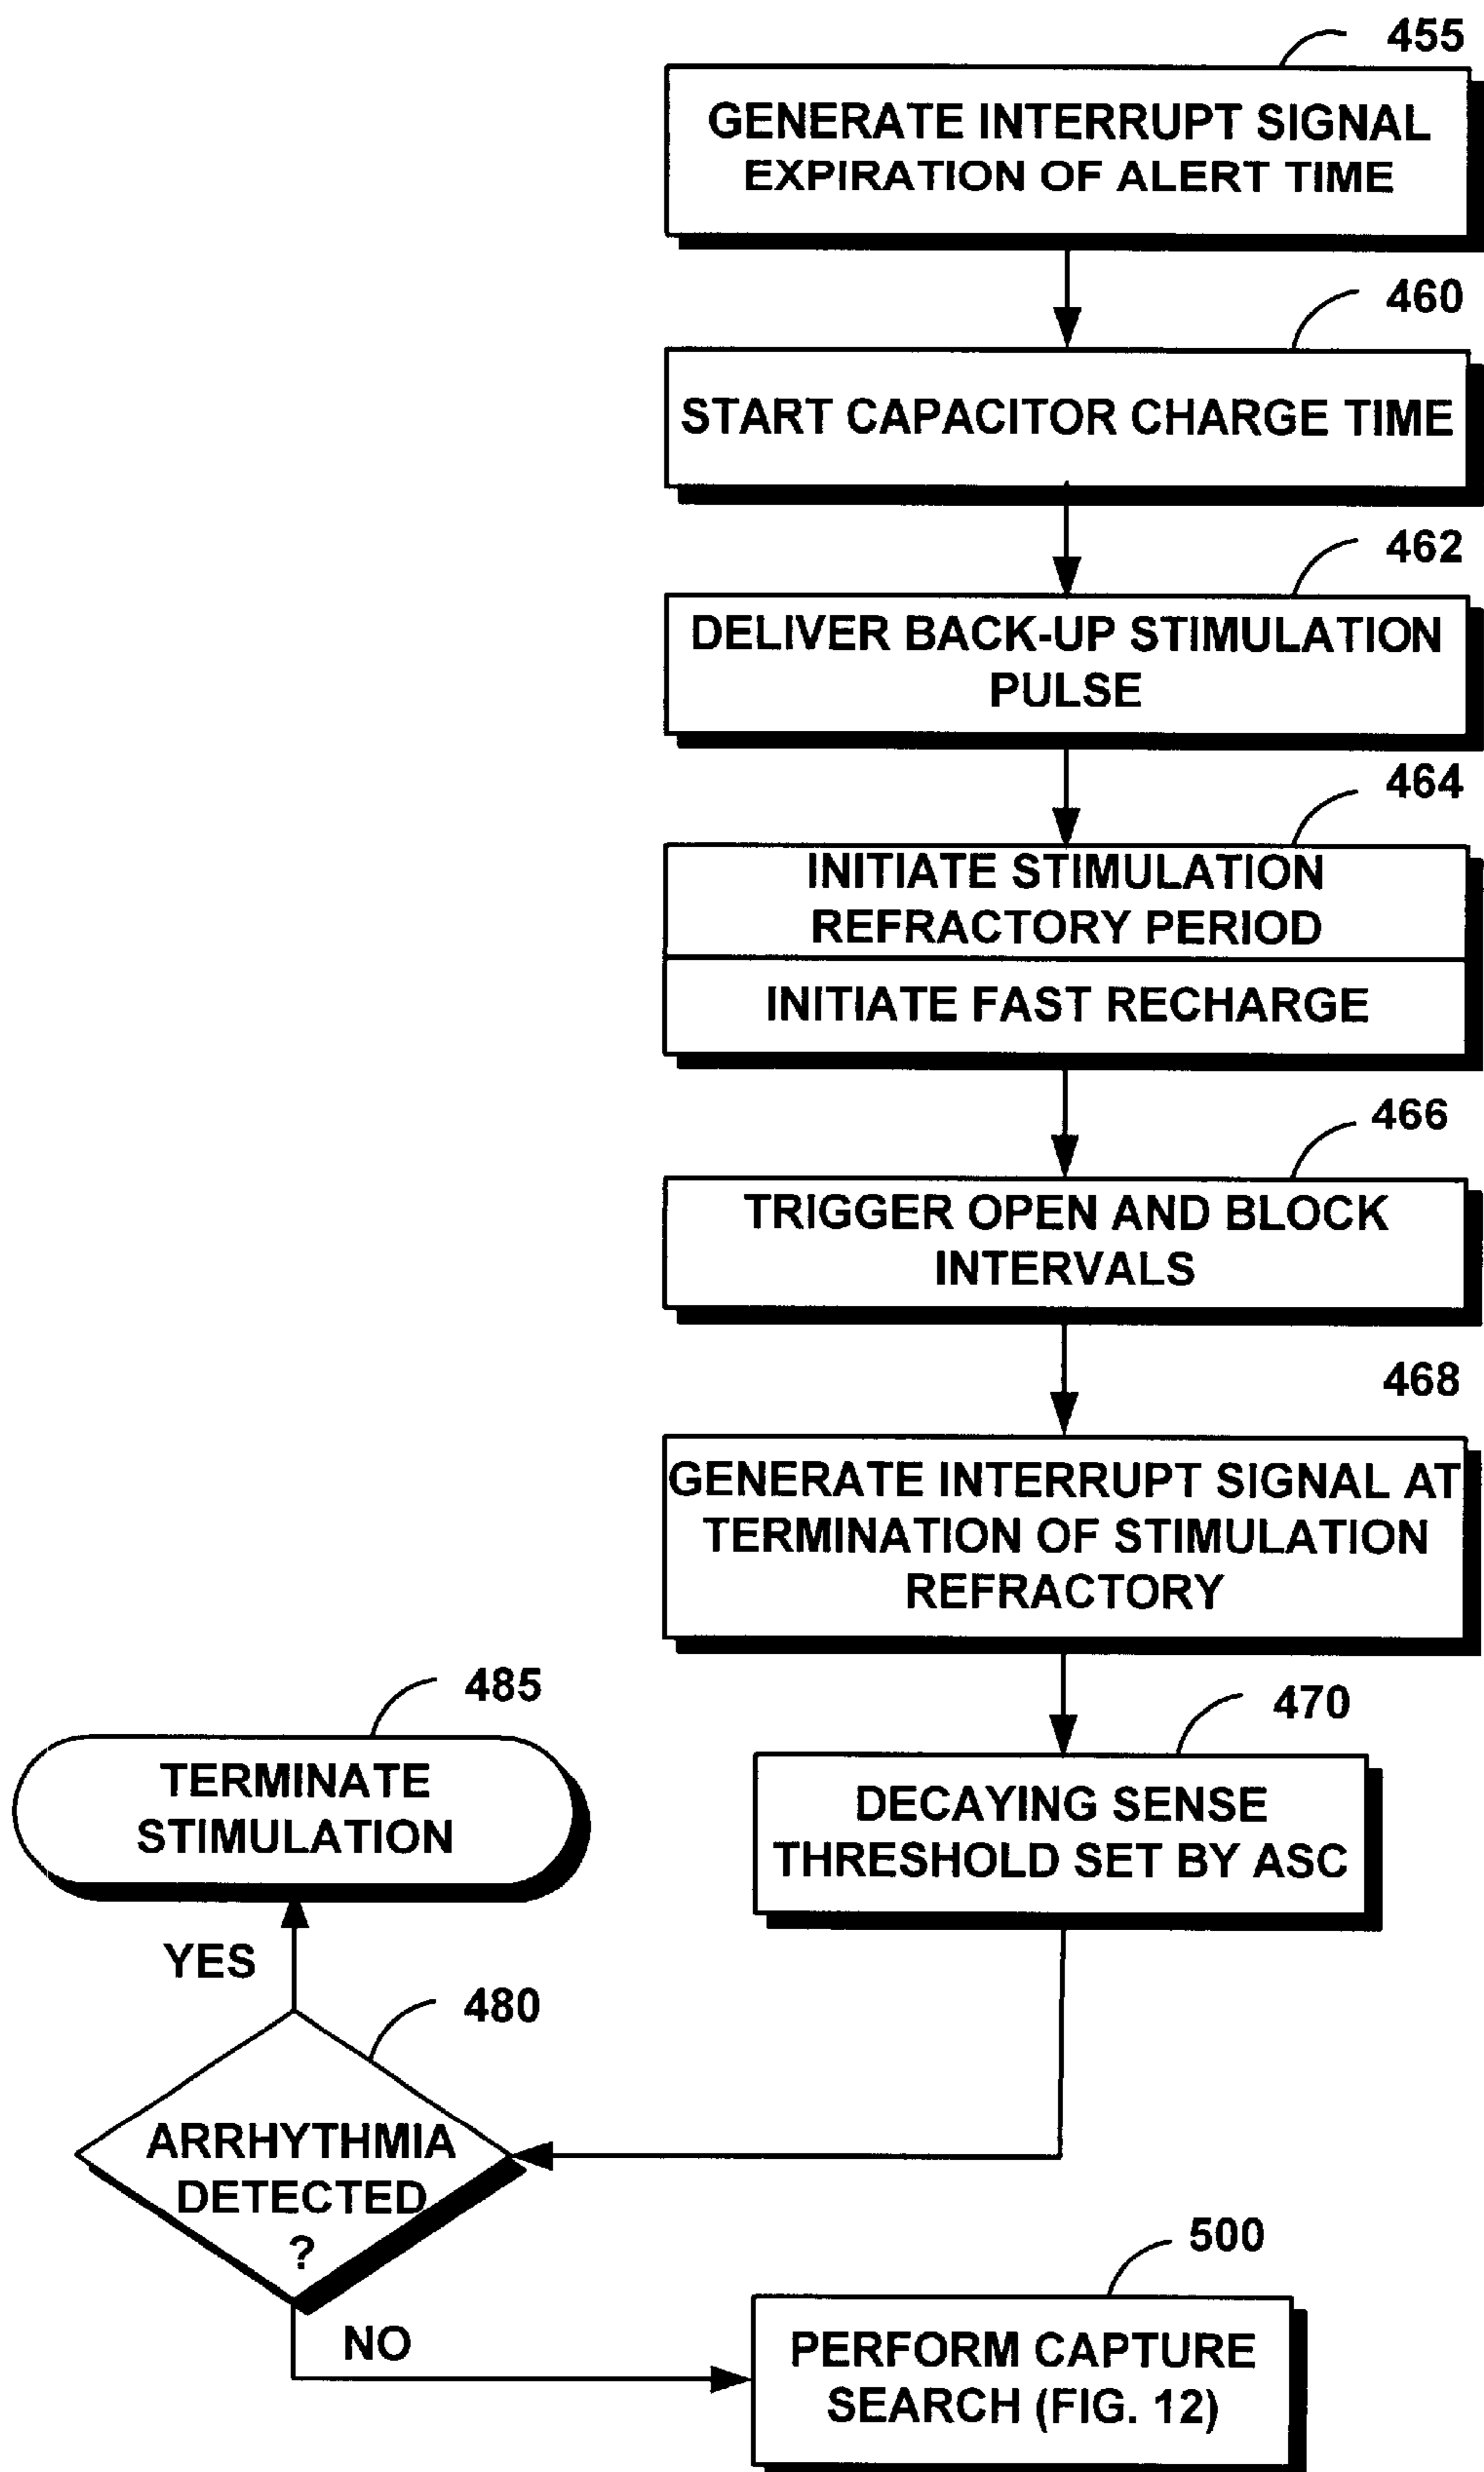 455
GENERATE INTERRUPT SIGNAL
EXPIRATION OF ALERT TIME
460
START CAPACITOR CHARGE TIME
462
DELIVER BACK-UP STIMULATION
PULSE
464
INITIATE STIMULATION
REFRACTORY PERIOD
INITIATE FAST RECHARGE
466
TRIGGER OPEN AND BLOCK
INTERVALS
468
GENERATE INTERRUPT SIGNAL AT
TERMINATION OF STIMULATION
REFRACTORY
470
DECAYING SENSE
THRESHOLD SET BY ASC
485
TERMINATE
STIMULATION
YES
480
ARRHYTHMIA
DETECTED
?
NO
500
PERFORM CAPTURE
SEARCH (FIG. 12)